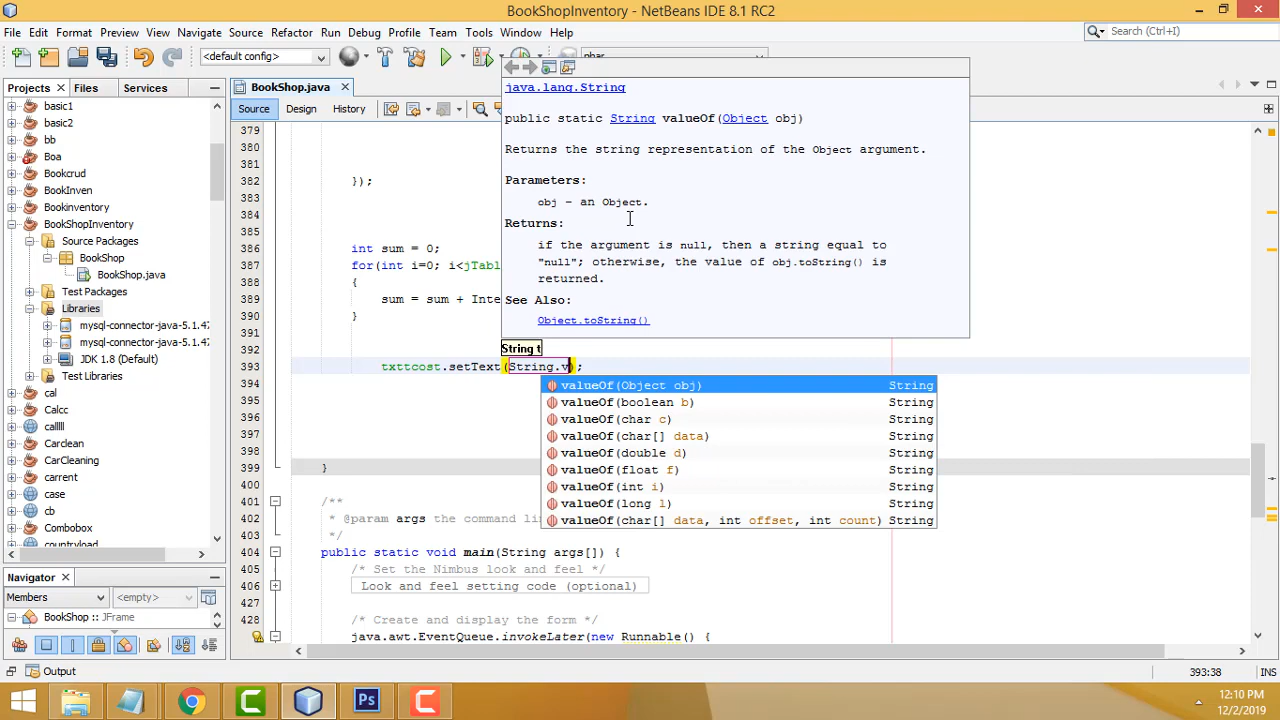 BookShopInventory - NetBeans IDE 8.1 RC2
File Edit Format Preview View Navigate Source Refactor Run Debug Profile Team Tools Window Help
Search (Ctrl+I)
<default config>
Projects Files Services
BookShop.java
Source Design History
basic1
basic2
bb
Boa
Bookcrud
BookInven
Bookinventory
BookShopInventory
Source Packages
BookShop
BookShop.java
Test Packages
Libraries
mysql-connector-java-5.1.47
mysql-connector-java-5.1.47
JDK 1.8 (Default)
Test Libraries
cal
Calcc
callll
Carclean
CarCleaning
carrent
case
cb
Combobox
countryload
Navigator
Members
<empty>
BookShop :: JFrame
Output
379
380
381
382 });
383
384
385
386 int sum = 0;
387 for(int i=0; i<jTabl
388 {
389 sum = sum + Inte
390 }
391
392
393 txttcost.setText(String.v);
394
395
396
397
398
399 }
400
401 /**
402 * @param args the command li
403 */
404 public static void main(String args[]) {
405 /* Set the Nimbus look and feel */
406 Look and feel setting code (optional)
427 /* Create and display the form */
428 java.awt.EventQueue.invokeLater(new Runnable() {
java.lang.String
public static String valueOf(Object obj)
Returns the string representation of the Object argument.
Parameters:
obj - an Object.
Returns:
if the argument is null, then a string equal to
"null"; otherwise, the value of obj.toString() is
returned.
See Also:
Object.toString()
String t
valueOf(Object obj) String
valueOf(boolean b) String
valueOf(char c) String
valueOf(char[] data) String
valueOf(double d) String
valueOf(float f) String
valueOf(int i) String
valueOf(long l) String
valueOf(char[] data, int offset, int count) String
393:38
INS
Ps
12:10 PM
12/2/2019